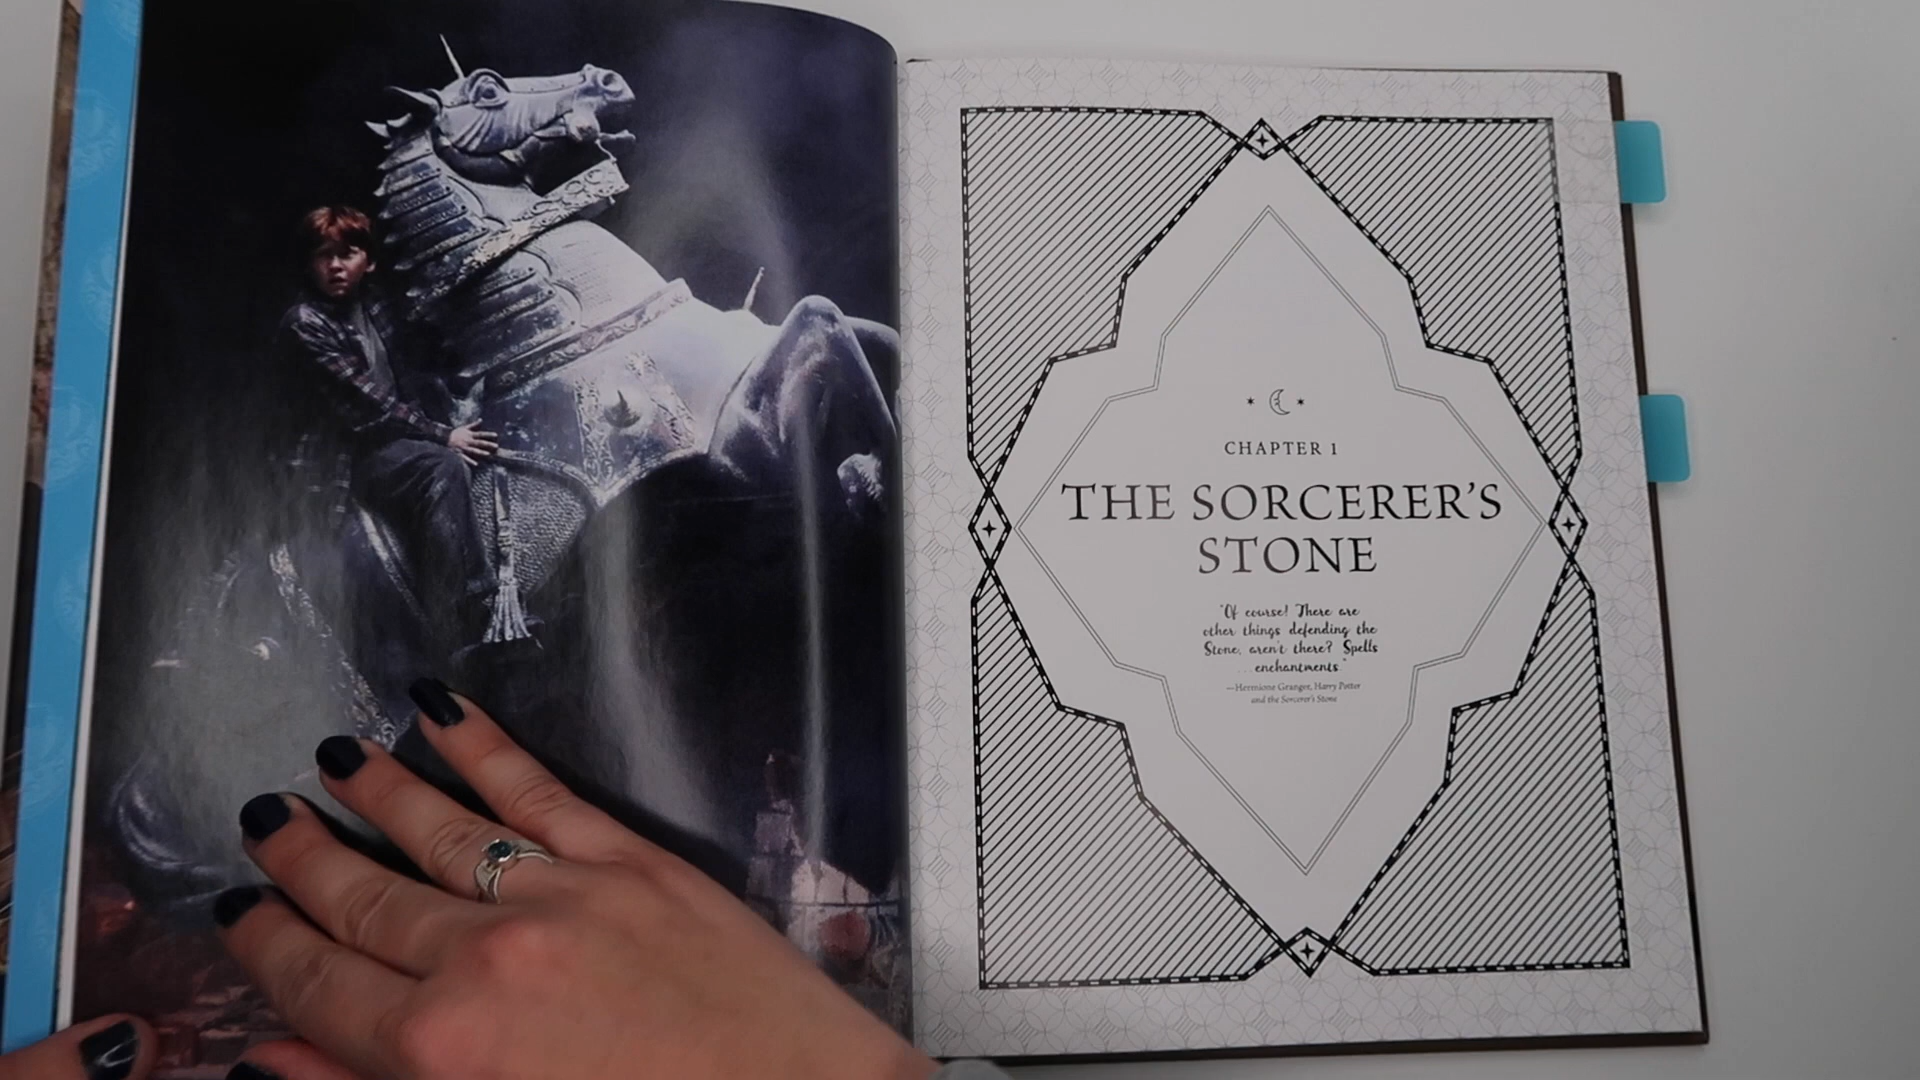 CHAPTER 1
THE SORCERER'S
STONE
"Of course! There are
other things defending the
Stone, aren't there? Spells
... enchantments."
—Hermione Granger, Harry Potter
and the Sorcerer's Stone